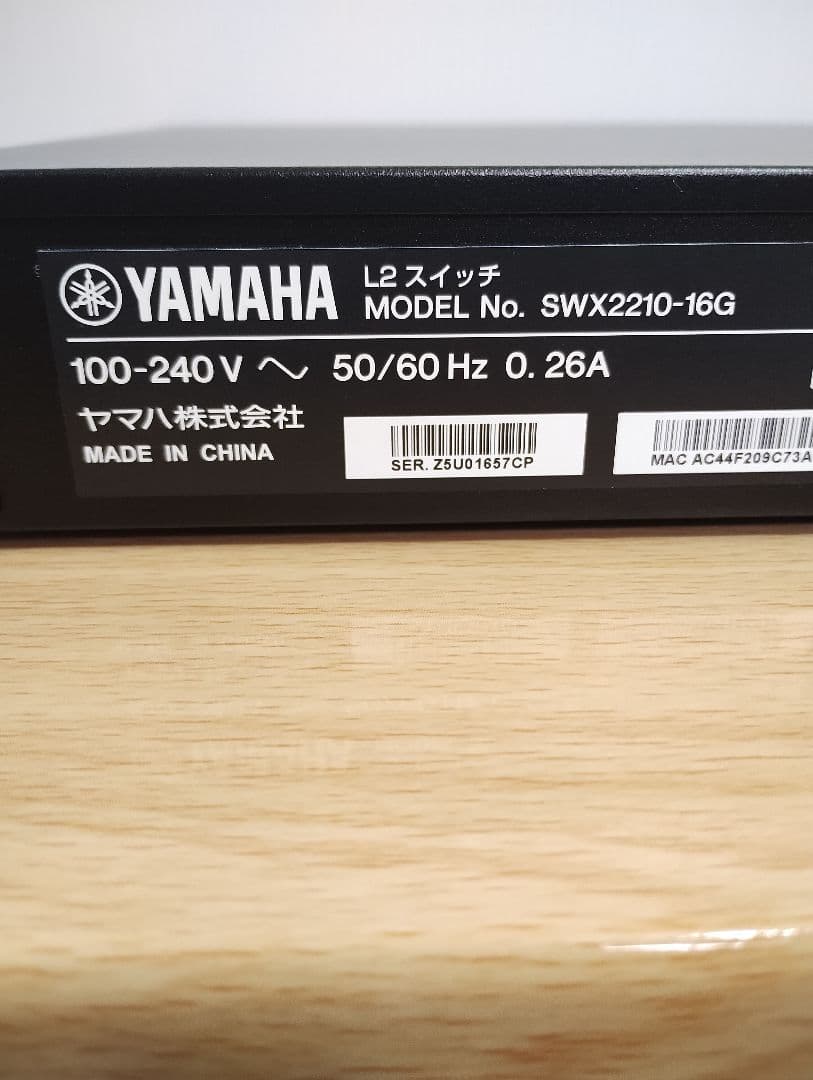 YAMAHA
L2 スイッチ
MODEL No. SWX2210-16G
100-240V ～ 50/60 Hz 0.26A
ヤマハ株式会社
MADE IN CHINA
SER. Z5U01657CP
MAC AC44F209C73A